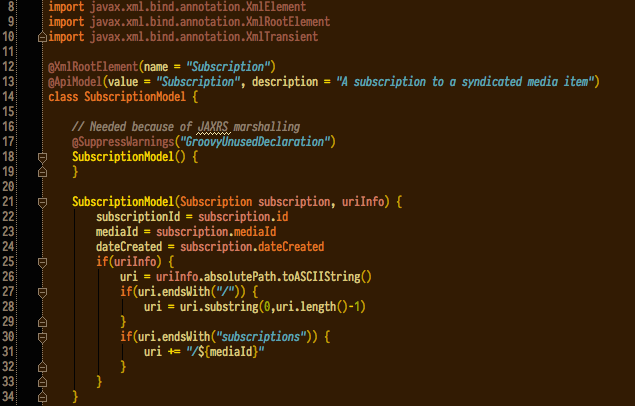 8 import javax.xml.bind.annotation.XmlElement
9 import javax.xml.bind.annotation.XmlRootElement
10 import javax.xml.bind.annotation.XmlTransient
11
12 @XmlRootElement(name = "Subscription")
13 @ApiModel(value = "Subscription", description = "A subscription to a syndicated media item")
14 class SubscriptionModel {
15
16 // Needed because of JAXRS marshalling
17 @SuppressWarnings("GroovyUnusedDeclaration")
18 SubscriptionModel() {
19 }
20
21 SubscriptionModel(Subscription subscription, uriInfo) {
22 subscriptionId = subscription.id
23 mediaId = subscription.mediaId
24 dateCreated = subscription.dateCreated
25 if(uriInfo) {
26 uri = uriInfo.absolutePath.toASCIIString()
27 if(uri.endsWith("/")) {
28 uri = uri.substring(0,uri.length()-1)
29 }
30 if(uri.endsWith("subscriptions")) {
31 uri += "/${mediaId}"
32 }
33 }
34 }